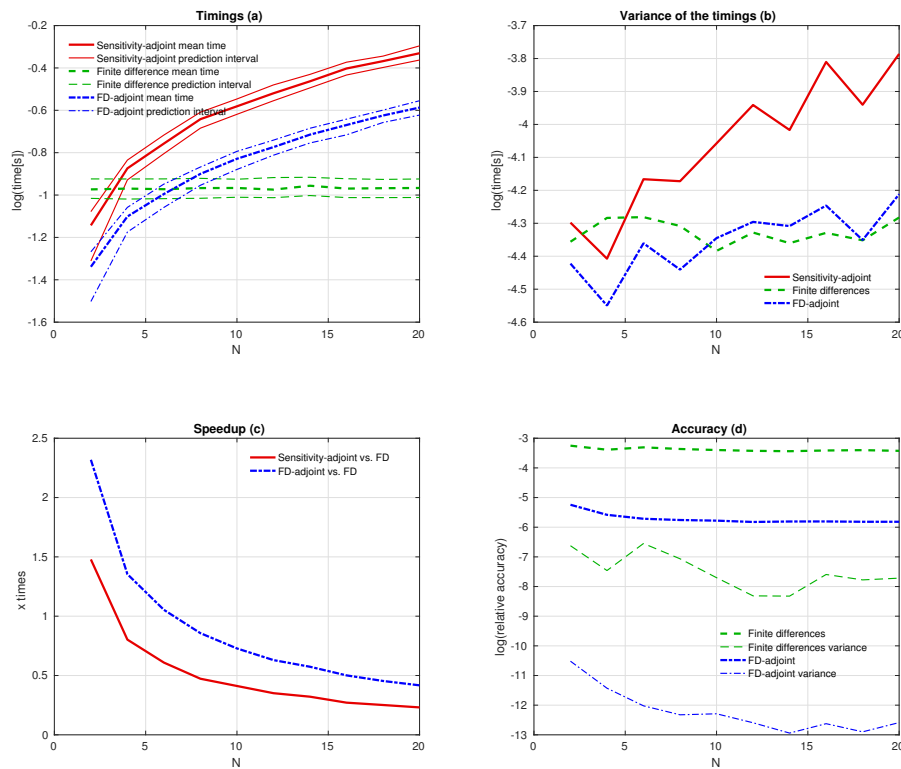 Timings (a)
-0.2
-0.4
-0.6
-0.8
-1
-1.2
-1.4
-1.6
log(time[s])
Sensitivity-adjoint mean time
Sensitivity-adjoint prediction interval
Finite difference mean time
Finite difference prediction interval
FD-adjoint mean time
FD-adjoint prediction interval
0 5 10 15 20
N
Variance of the timings (b)
-3.7
-3.8
-3.9
-4
-4.1
-4.2
-4.3
-4.4
-4.5
-4.6
log(time[s])
Sensitivity-adjoint
Finite differences
FD-adjoint
0 5 10 15 20
N
Speedup (c)
2.5
2
1.5
1
0.5
0
x times
Sensitivity-adjoint vs. FD
FD-adjoint vs. FD
0 5 10 15 20
N
Accuracy (d)
-3
-4
-5
-6
-7
-8
-9
-10
-11
-12
-13
log(relative accuracy)
Finite differences
Finite differences variance
FD-adjoint
FD-adjoint variance
0 5 10 15 20
N